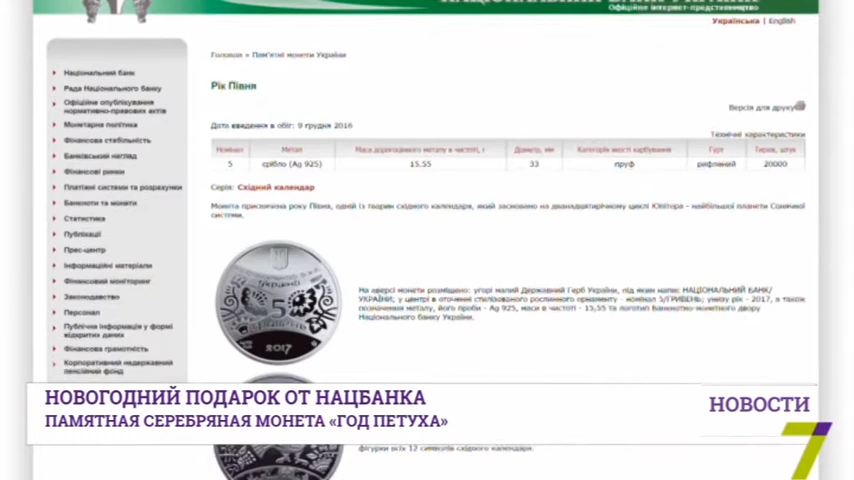 Офіційне інтернет-представництво
Українська | English
Головна » Пам'ятні монети України
Національний банк
Рада Національного банку
Офіційне опублікування
нормативно-правових актів
Монетарна політика
Фінансова стабільність
Банківський нагляд
Фінансові ринки
Платіжні системи та розрахунки
Банкноти та монети
Статистика
Публікації
Прес-центр
Інформаційні матеріали
Фінансовий моніторинг
Законодавство
Персонал
Публічна інформація у формі
відкритих даних
Фінансова грамотність
Корпоративний недержавний
пенсійний фонд
Рік Півня
Версія для друку
Дата введення в обіг: 9 грудня 2016
Технічні характеристики
Номінал Метал Маса дорогоцінного металу в чистоті, г Діаметр, мм Категорія якості карбування Гурт Тираж, штук
5 срібло (Ag 925) 15,55 33 пруф рифлений 20000
Серія: Східний календар
Монета присвячена року Півня, одній із тварин східного календаря, який засновано на дванадцятирічному циклі Юпітера - найбільшої планети Сонячної
системи.
Україна
5
2017
На аверсі монети розміщено: угорі малий Державний Герб України, під яким напис НАЦІОНАЛЬНИЙ БАНК/
УКРАЇНИ; у центрі в оточенні стилізованого рослинного орнаменту - номінал 5/ГРИВЕНЬ; унизу рік - 2017, а також
позначення металу, його проби - Ag 925, маси в чистоті - 15,55 та логотип Банкнотно-монетного двору
Національного банку України.
НОВОГОДНИЙ ПОДАРОК ОТ НАЦБАНКА
ПАМЯТНАЯ СЕРЕБРЯНАЯ МОНЕТА «ГОД ПЕТУХА»
НОВОСТИ
7
фігурки всіх 12 символів східного календаря.